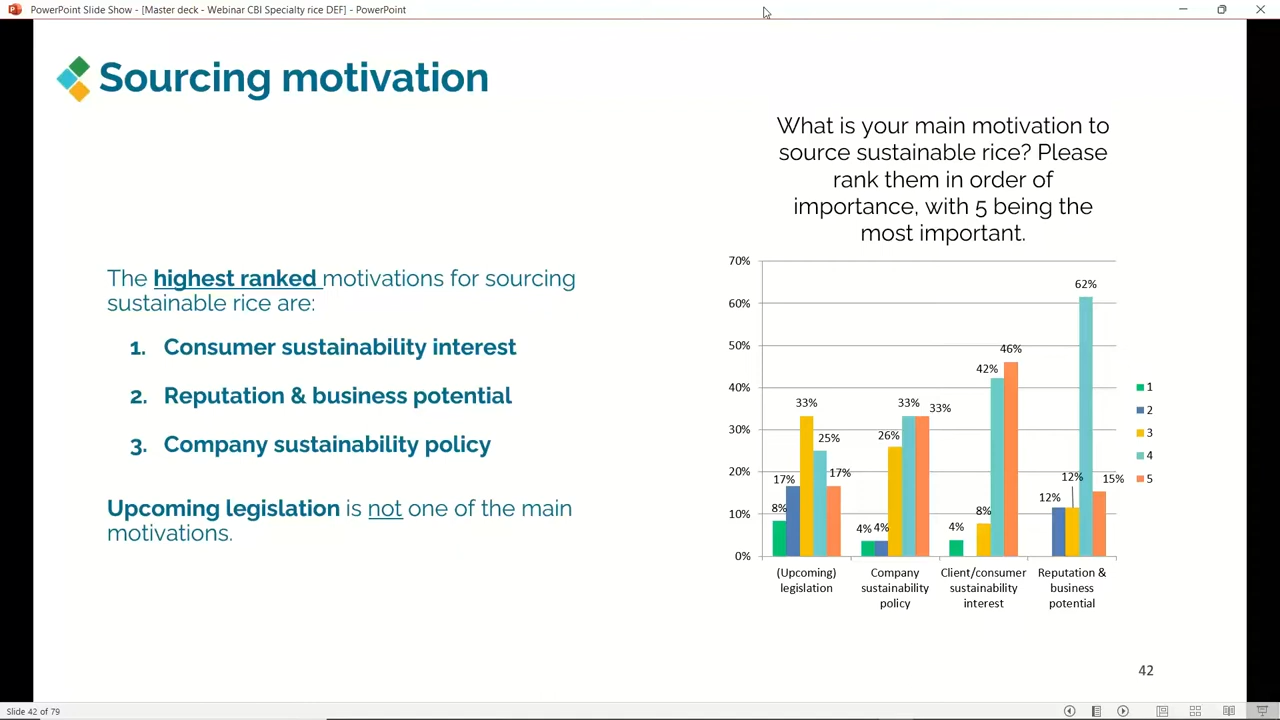 PowerPoint Slide Show - [Master deck - Webinar CBI Specialty rice DEF] - PowerPoint
Sourcing motivation
The highest ranked motivations for sourcing
sustainable rice are:
1. Consumer sustainability interest
2. Reputation & business potential
3. Company sustainability policy
Upcoming legislation is not one of the main
motivations.
What is your main motivation to
source sustainable rice? Please
rank them in order of
importance, with 5 being the
most important.
70%
60%
50%
40%
30%
20%
10%
0%
8%
17%
33%
25%
17%
4%
4%
26%
33%
33%
4%
8%
42%
46%
12%
12%
62%
15%
(Upcoming)
legislation
Company
sustainability
policy
Client/consumer
sustainability
interest
Reputation &
business
potential
1
2
3
4
5
42
Slide 42 of 79